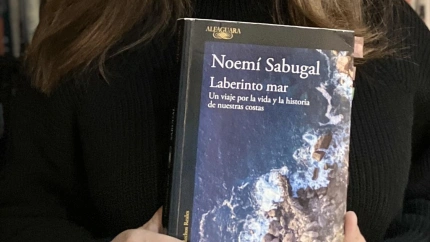 ALFAGUARA
Noemí Sabugal
Laberinto mar
Un viaje por la vida y la historia
de nuestras costas